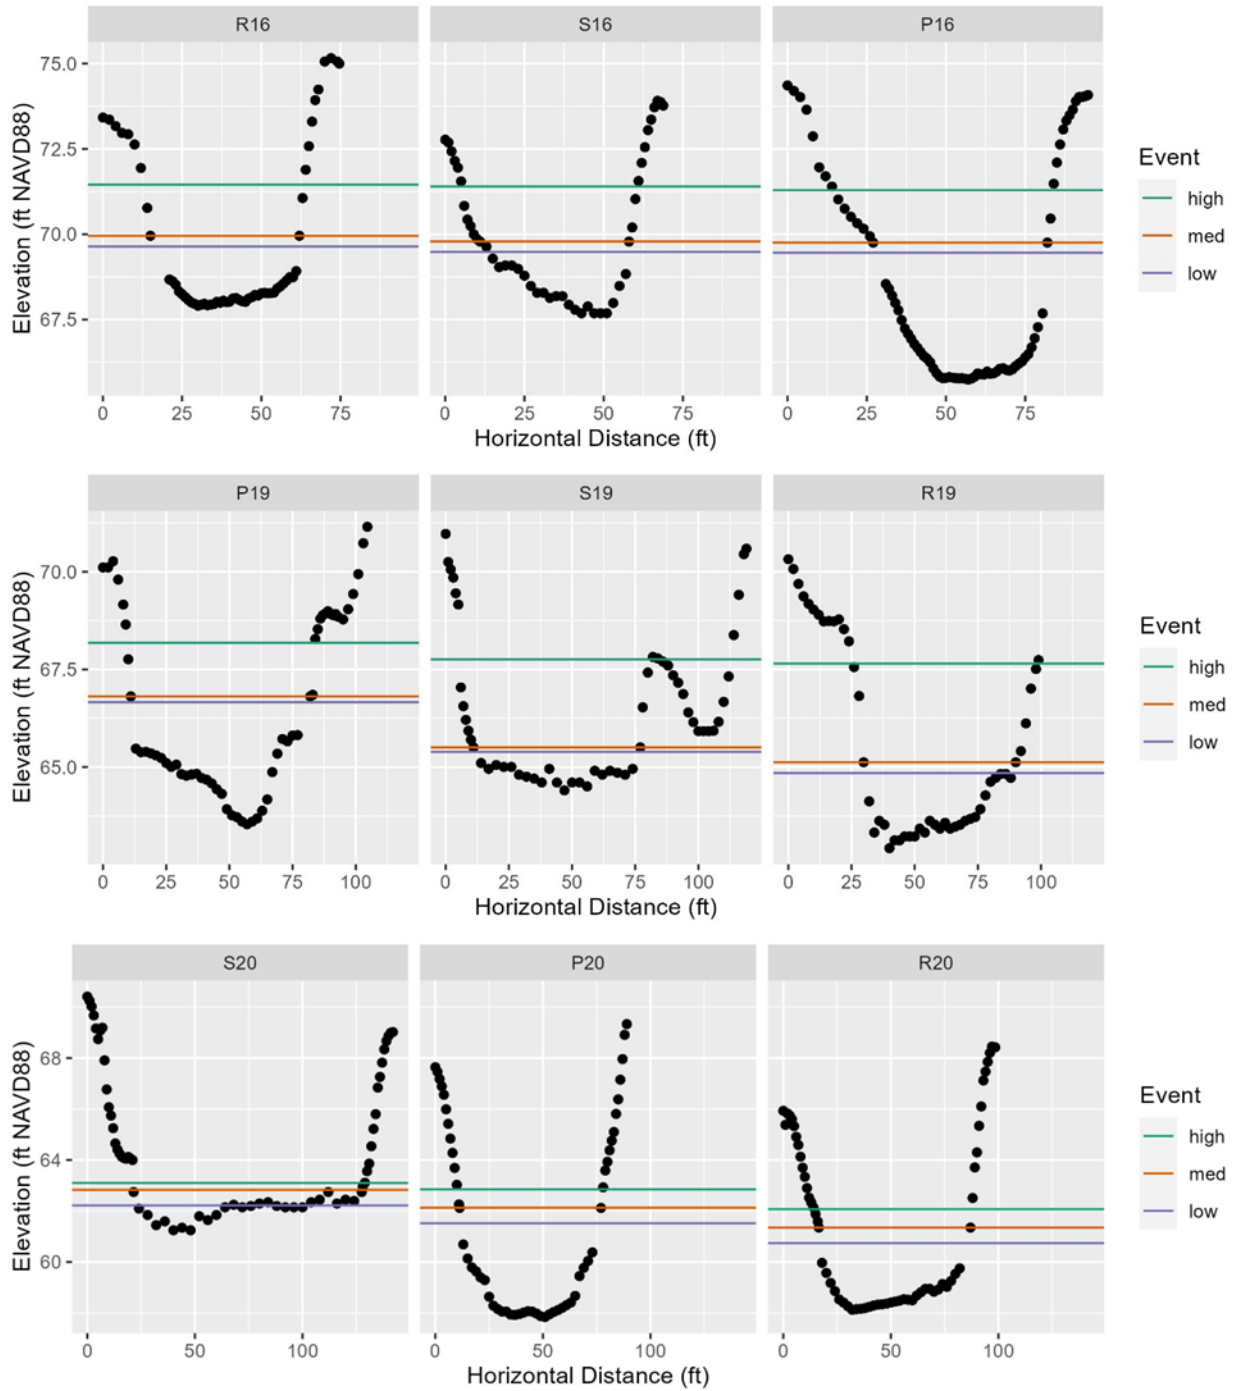 R16 S16 P16
75.0
72.5
70.0
67.5
Elevation (ft NAVD88)
0 25 50 75 0 25 50 75 0 25 50 75
Horizontal Distance (ft)
Event
high
med
low
P19 S19 R19
70.0
67.5
65.0
Elevation (ft NAVD88)
0 25 50 75 100 0 25 50 75 100 0 25 50 75 100
Horizontal Distance (ft)
Event
high
med
low
S20 P20 R20
68
64
60
Elevation (ft NAVD88)
0 50 100 0 50 100 0 50 100
Horizontal Distance (ft)
Event
high
med
low